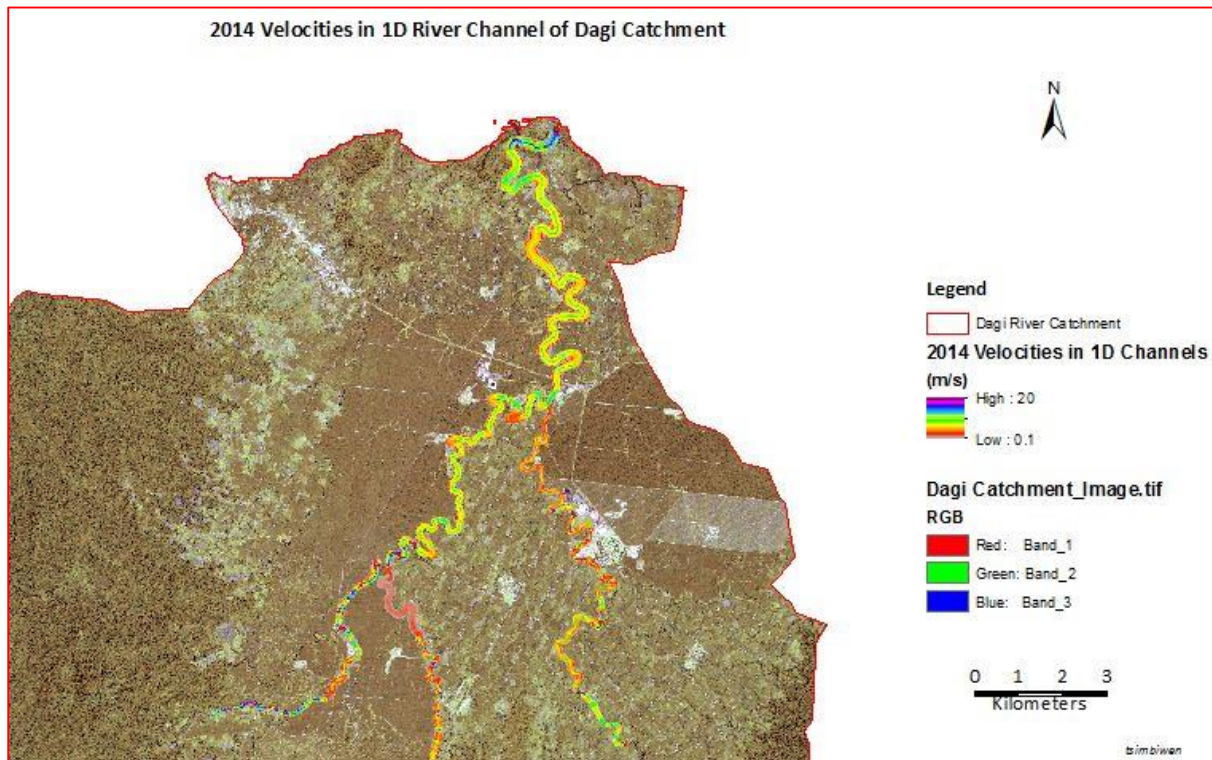 2014 Velocities in 1D River Channel of Dagi Catchment
N
Legend
Dagi River Catchment
2014 Velocities in 1D Channels
(m/s)
High : 20
Low : 0.1
Dagi Catchment_Image.tif
RGB
Red: Band_1
Green: Band_2
Blue: Band_3
0 1 2 3
Kilometers
tsimbiwen